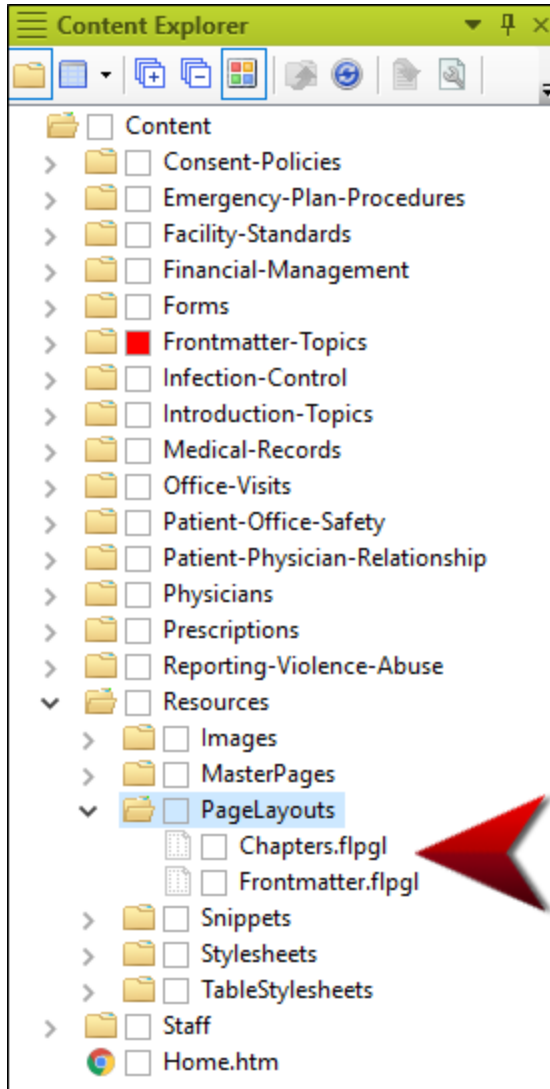 Content Explorer
Content
Consent-Policies
Emergency-Plan-Procedures
Facility-Standards
Financial-Management
Forms
Frontmatter-Topics
Infection-Control
Introduction-Topics
Medical-Records
Office-Visits
Patient-Office-Safety
Patient-Physician-Relationship
Physicians
Prescriptions
Reporting-Violence-Abuse
Resources
Images
MasterPages
PageLayouts
Chapters.flpgl
Frontmatter.flpgl
Snippets
Stylesheets
TableStylesheets
Staff
Home.htm